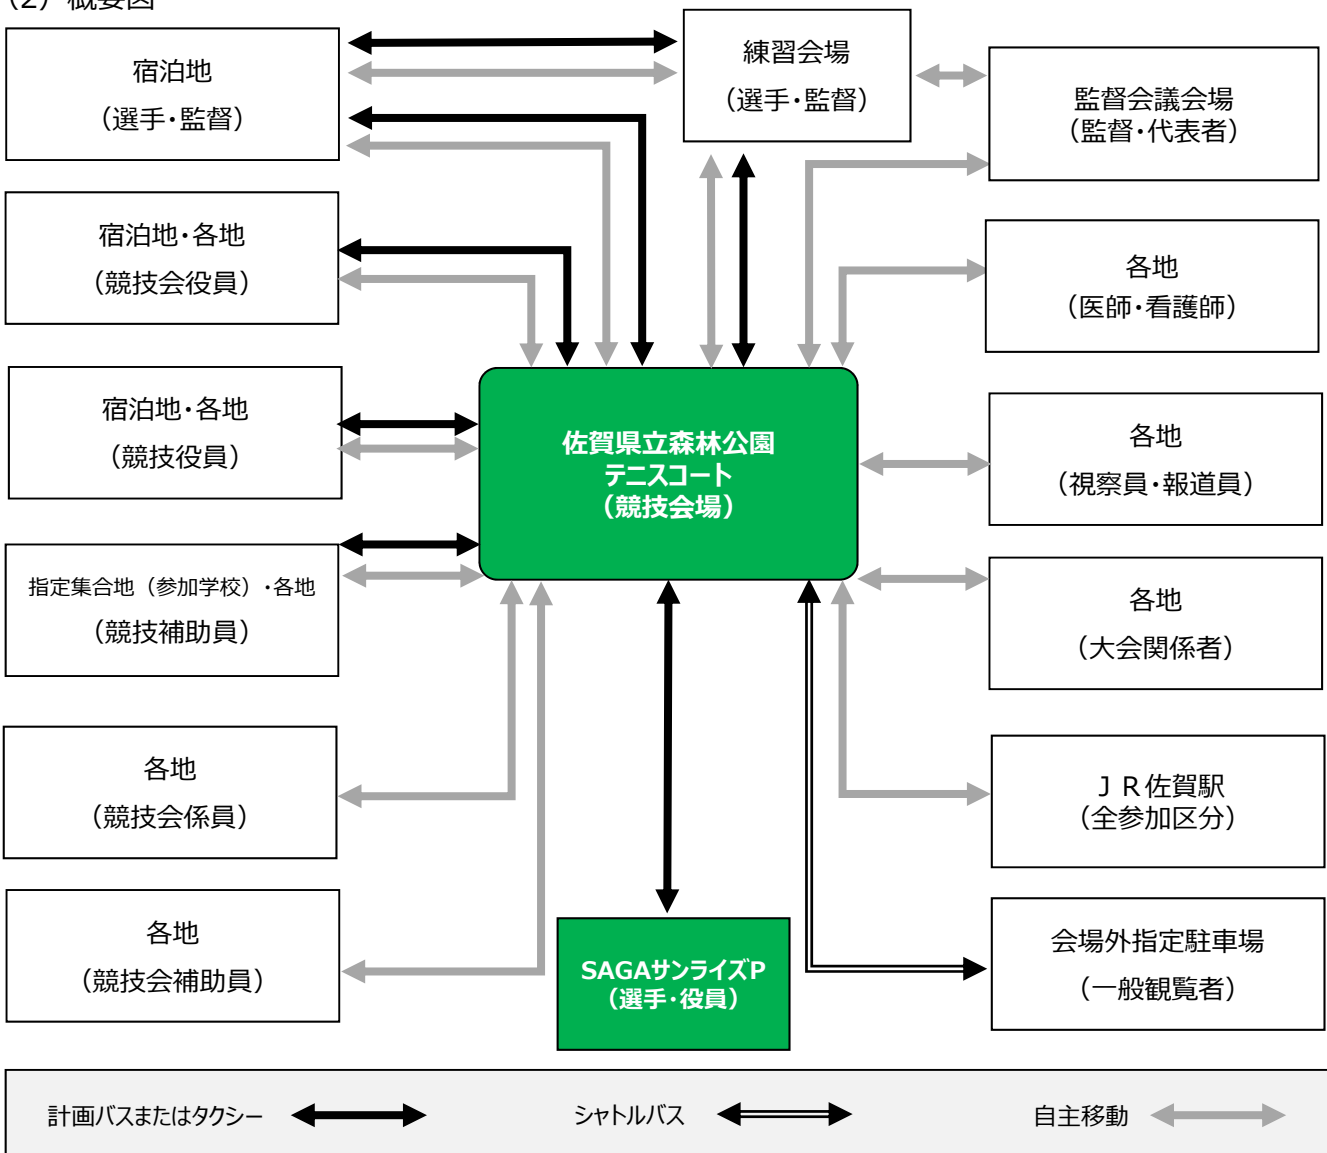 （2）概要図
宿泊地
（選手・監督）
練習会場
（選手・監督）
監督会議会場
（監督・代表者）
宿泊地・各地
（競技会役員）
各地
（医師・看護師）
宿泊地・各地
（競技役員）
佐賀県立森林公園
テニスコート
（競技会場）
各地
（視察員・報道員）
指定集合地（参加学校）・各地
（競技補助員）
各地
（大会関係者）
各地
（競技会係員）
ＪＲ佐賀駅
（全参加区分）
各地
（競技会補助員）
SAGAサンライズP
（選手・役員）
会場外指定駐車場
（一般観覧者）
計画バスまたはタクシー
シャトルバス
自主移動